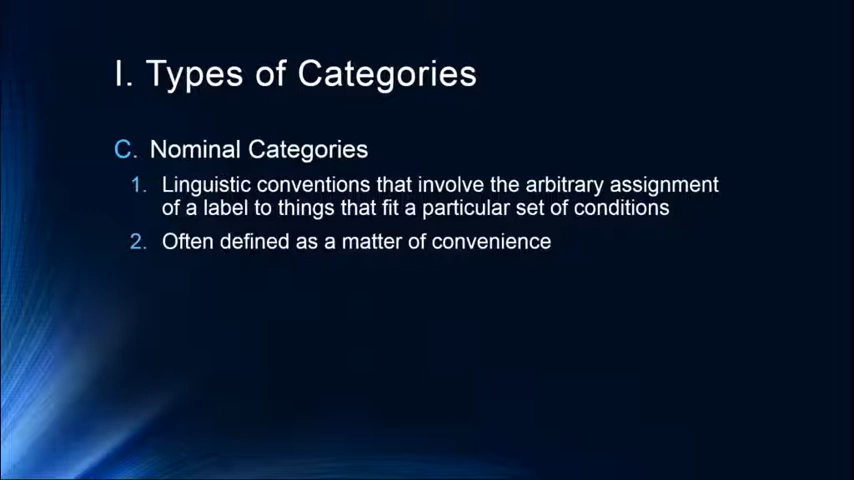 I. Types of Categories
C. Nominal Categories
1. Linguistic conventions that involve the arbitrary assignment
of a label to things that fit a particular set of conditions
2. Often defined as a matter of convenience